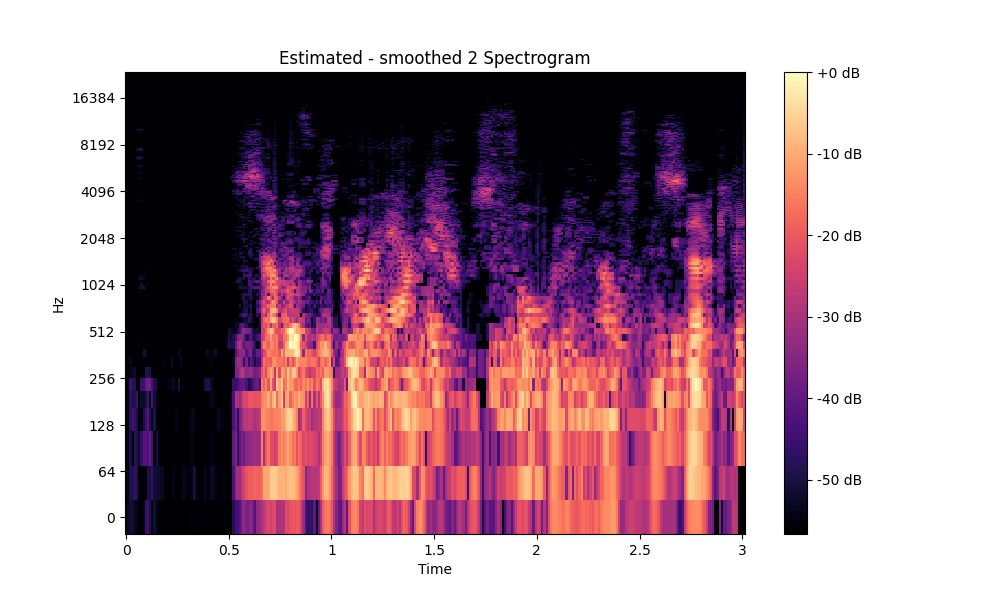 Estimated - smoothed 2 Spectrogram
Hz
16384
8192
4096
2048
1024
512
256
128
64
0
0 0.5 1 1.5 2 2.5 3
Time
+0 dB
-10 dB
-20 dB
-30 dB
-40 dB
-50 dB